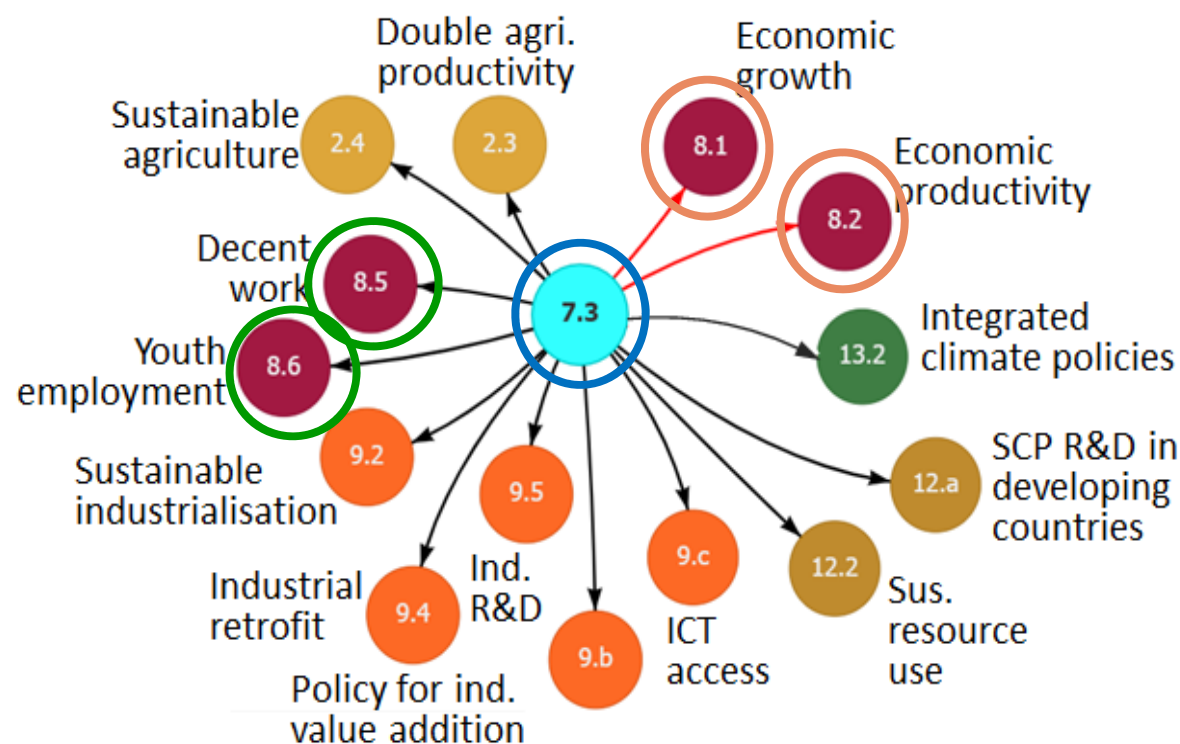 Double agri.
productivity
Economic
growth
Sustainable
agriculture
2.4
2.3
8.1
Economic
productivity
8.2
Decent
work
8.5
7.3
Integrated
climate policies
13.2
Youth
employment
8.6
9.2
Sustainable
industrialisation
9.5
12.a
SCP R&D in
developing
countries
Industrial
retrofit
9.4
Ind.
R&D
9.c
12.2
Sus.
resource
use
9.b
ICT
access
Policy for ind.
value addition